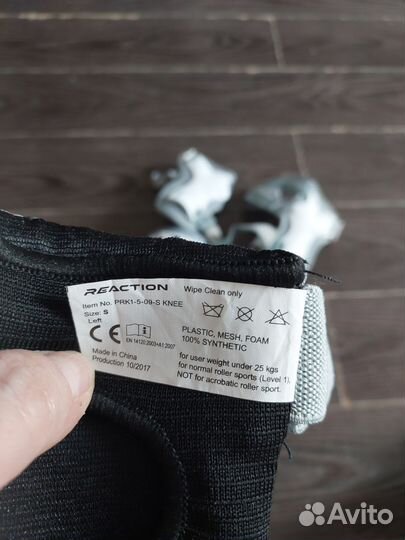 REACTION
Wipe Clean only
Item No. PRK1-5-09-S KNEE
Size: S
Left
CE
EN 14120:2003+A1:2007
PLASTIC, MESH, FOAM
100% SYNTHETIC
Made in China
Production 10/2017
for user weight under 25 kgs
for normal roller sports (Level 1),
NOT for acrobatic roller sport.
Avito